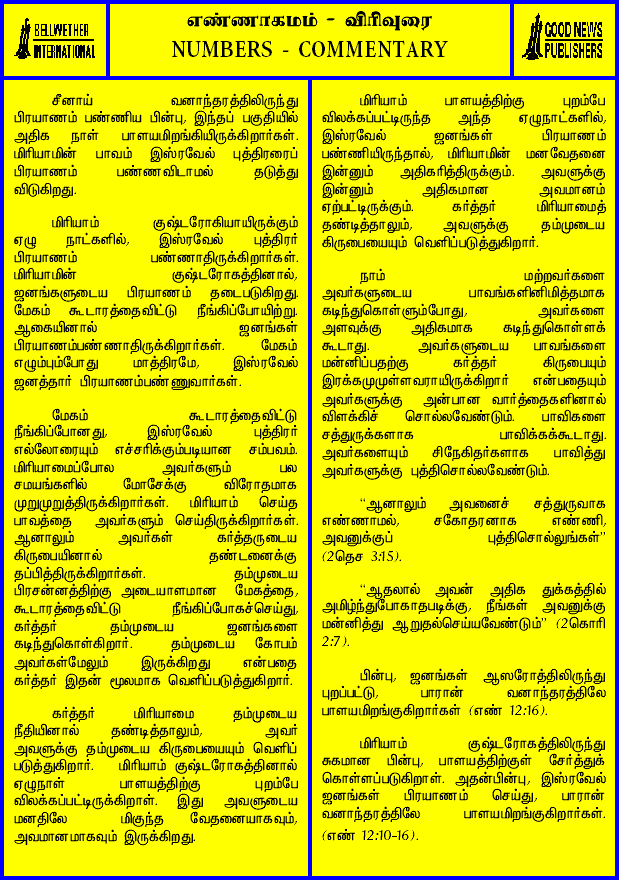 BELLWETHER
INTERNATIONAL
எண்ணாகமம் - விரிவுரை
NUMBERS - COMMENTARY
GOOD NEWS
PUBLISHERS
சீனாய் வனாந்தரத்திலிருந்து
பிரயாணம் பண்ணிய பின்பு, இந்தப் பகுதியில்
அதிக நாள் பாளயமிறங்கியிருக்கிறார்கள்.
மிரியாமின் பாவம் இஸ்ரவேல் புத்திரரைப்
பிரயாணம் பண்ணவிடாமல் தடுத்து
விடுகிறது.
மிரியாம் குஷ்டரோகியாயிருக்கும்
ஏழு நாட்களில், இஸ்ரவேல் புத்திரர்
பிரயாணம் பண்ணாதிருக்கிறார்கள்.
மிரியாமின் குஷ்டரோகத்தினால்,
ஜனங்களுடைய பிரயாணம் தடைபடுகிறது.
மேகம் கூடாரத்தைவிட்டு நீங்கிப்போயிற்று.
ஆகையினால் ஜனங்கள்
பிரயாணம்பண்ணாதிருக்கிறார்கள். மேகம்
எழும்பும்போது மாத்திரமே, இஸ்ரவேல்
ஜனத்தார் பிரயாணம்பண்ணுவார்கள்.
மேகம் கூடாரத்தைவிட்டு
நீங்கிப்போனது, இஸ்ரவேல் புத்திரர்
எல்லோரையும் எச்சரிக்கும்படியான சம்பவம்.
மிரியாமைப்போல அவர்களும் பல
சமயங்களில் மோசேக்கு விரோதமாக
முறுமுறுத்திருக்கிறார்கள். மிரியாம் செய்த
பாவத்தை அவர்களும் செய்திருக்கிறார்கள்.
ஆனாலும் அவர்கள் கர்த்தருடைய
கிருபையினால் தண்டனைக்கு
தப்பித்திருக்கிறார்கள். தம்முடைய
பிரசன்னத்திற்கு அடையாளமான மேகத்தை,
கூடாரத்தைவிட்டு நீங்கிப்போகச்செய்து,
கர்த்தர் தம்முடைய ஜனங்களை
கடிந்துகொள்கிறார். தம்முடைய கோபம்
அவர்கள்மேலும் இருக்கிறது என்பதை
கர்த்தர் இதன் மூலமாக வெளிப்படுத்துகிறார்.
கர்த்தர் மிரியாமை தம்முடைய
நீதியினால் தண்டித்தாலும், அவர்
அவளுக்கு தம்முடைய கிருபையையும் வெளிப்
படுத்துகிறார். மிரியாம் குஷ்டரோகத்தினால்
ஏழுநாள் பாளயத்திற்கு புறம்பே
விலக்கப்பட்டிருக்கிறாள். இது அவளுடைய
மனதிலே மிகுந்த வேதனையாகவும்,
அவமானமாகவும் இருக்கிறது.
மிரியாம் பாளயத்திற்கு புறம்பே
விலக்கப்பட்டிருந்த அந்த ஏழுநாட்களில்,
இஸ்ரவேல் ஜனங்கள் பிரயாணம்
பண்ணியிருந்தால், மிரியாமின் மனவேதனை
இன்னும் அதிகரித்திருக்கும். அவளுக்கு
இன்னும் அதிகமான அவமானம்
ஏற்பட்டிருக்கும். கர்த்தர் மிரியாமைத்
தண்டித்தாலும், அவளுக்கு தம்முடைய
கிருபையையும் வெளிப்படுத்துகிறார்.
நாம் மற்றவர்களை
அவர்களுடைய பாவங்களினிமித்தமாக
கடிந்துகொள்ளும்போது, அவர்களை
அளவுக்கு அதிகமாக கடிந்துகொள்ளக்
கூடாது. அவர்களுடைய பாவங்களை
மன்னிப்பதற்கு கர்த்தர் கிருபையும்
இரக்கமுமுள்ளவராயிருக்கிறார் என்பதையும்
அவர்களுக்கு அன்பான வார்த்தைகளினால்
விளக்கிச் சொல்லவேண்டும். பாவிகளை
சத்துருக்களாக பாவிக்கக்கூடாது.
அவர்களையும் சிநேகிதர்களாக பாவித்து
அவர்களுக்கு புத்திசொல்லவேண்டும்.
“ஆனாலும் அவனைச் சத்துருவாக
எண்ணாமல், சகோதரனாக எண்ணி,
அவனுக்குப் புத்திசொல்லுங்கள்”
(2தெச 3:15).
“ஆதலால் அவன் அதிக துக்கத்தில்
அமிழ்ந்துபோகாதபடிக்கு, நீங்கள் அவனுக்கு
மன்னித்து ஆறுதல்செய்யவேண்டும்” (2கொரி
2:7).
பின்பு, ஜனங்கள் ஆஸரோத்திலிருந்து
புறப்பட்டு, பாரான் வனாந்தரத்திலே
பாளயமிறங்குகிறார்கள் (எண் 12:16).
மிரியாம் குஷ்டரோகத்திலிருந்து
சுகமான பின்பு, பாளயத்திற்குள் சேர்த்துக்
கொள்ளப்படுகிறாள். அதன்பின்பு, இஸ்ரவேல்
ஜனங்கள் பிரயாணம் செய்து, பாரான்
வனாந்தரத்திலே பாளயமிறங்குகிறார்கள்.
(எண் 12:10-16).